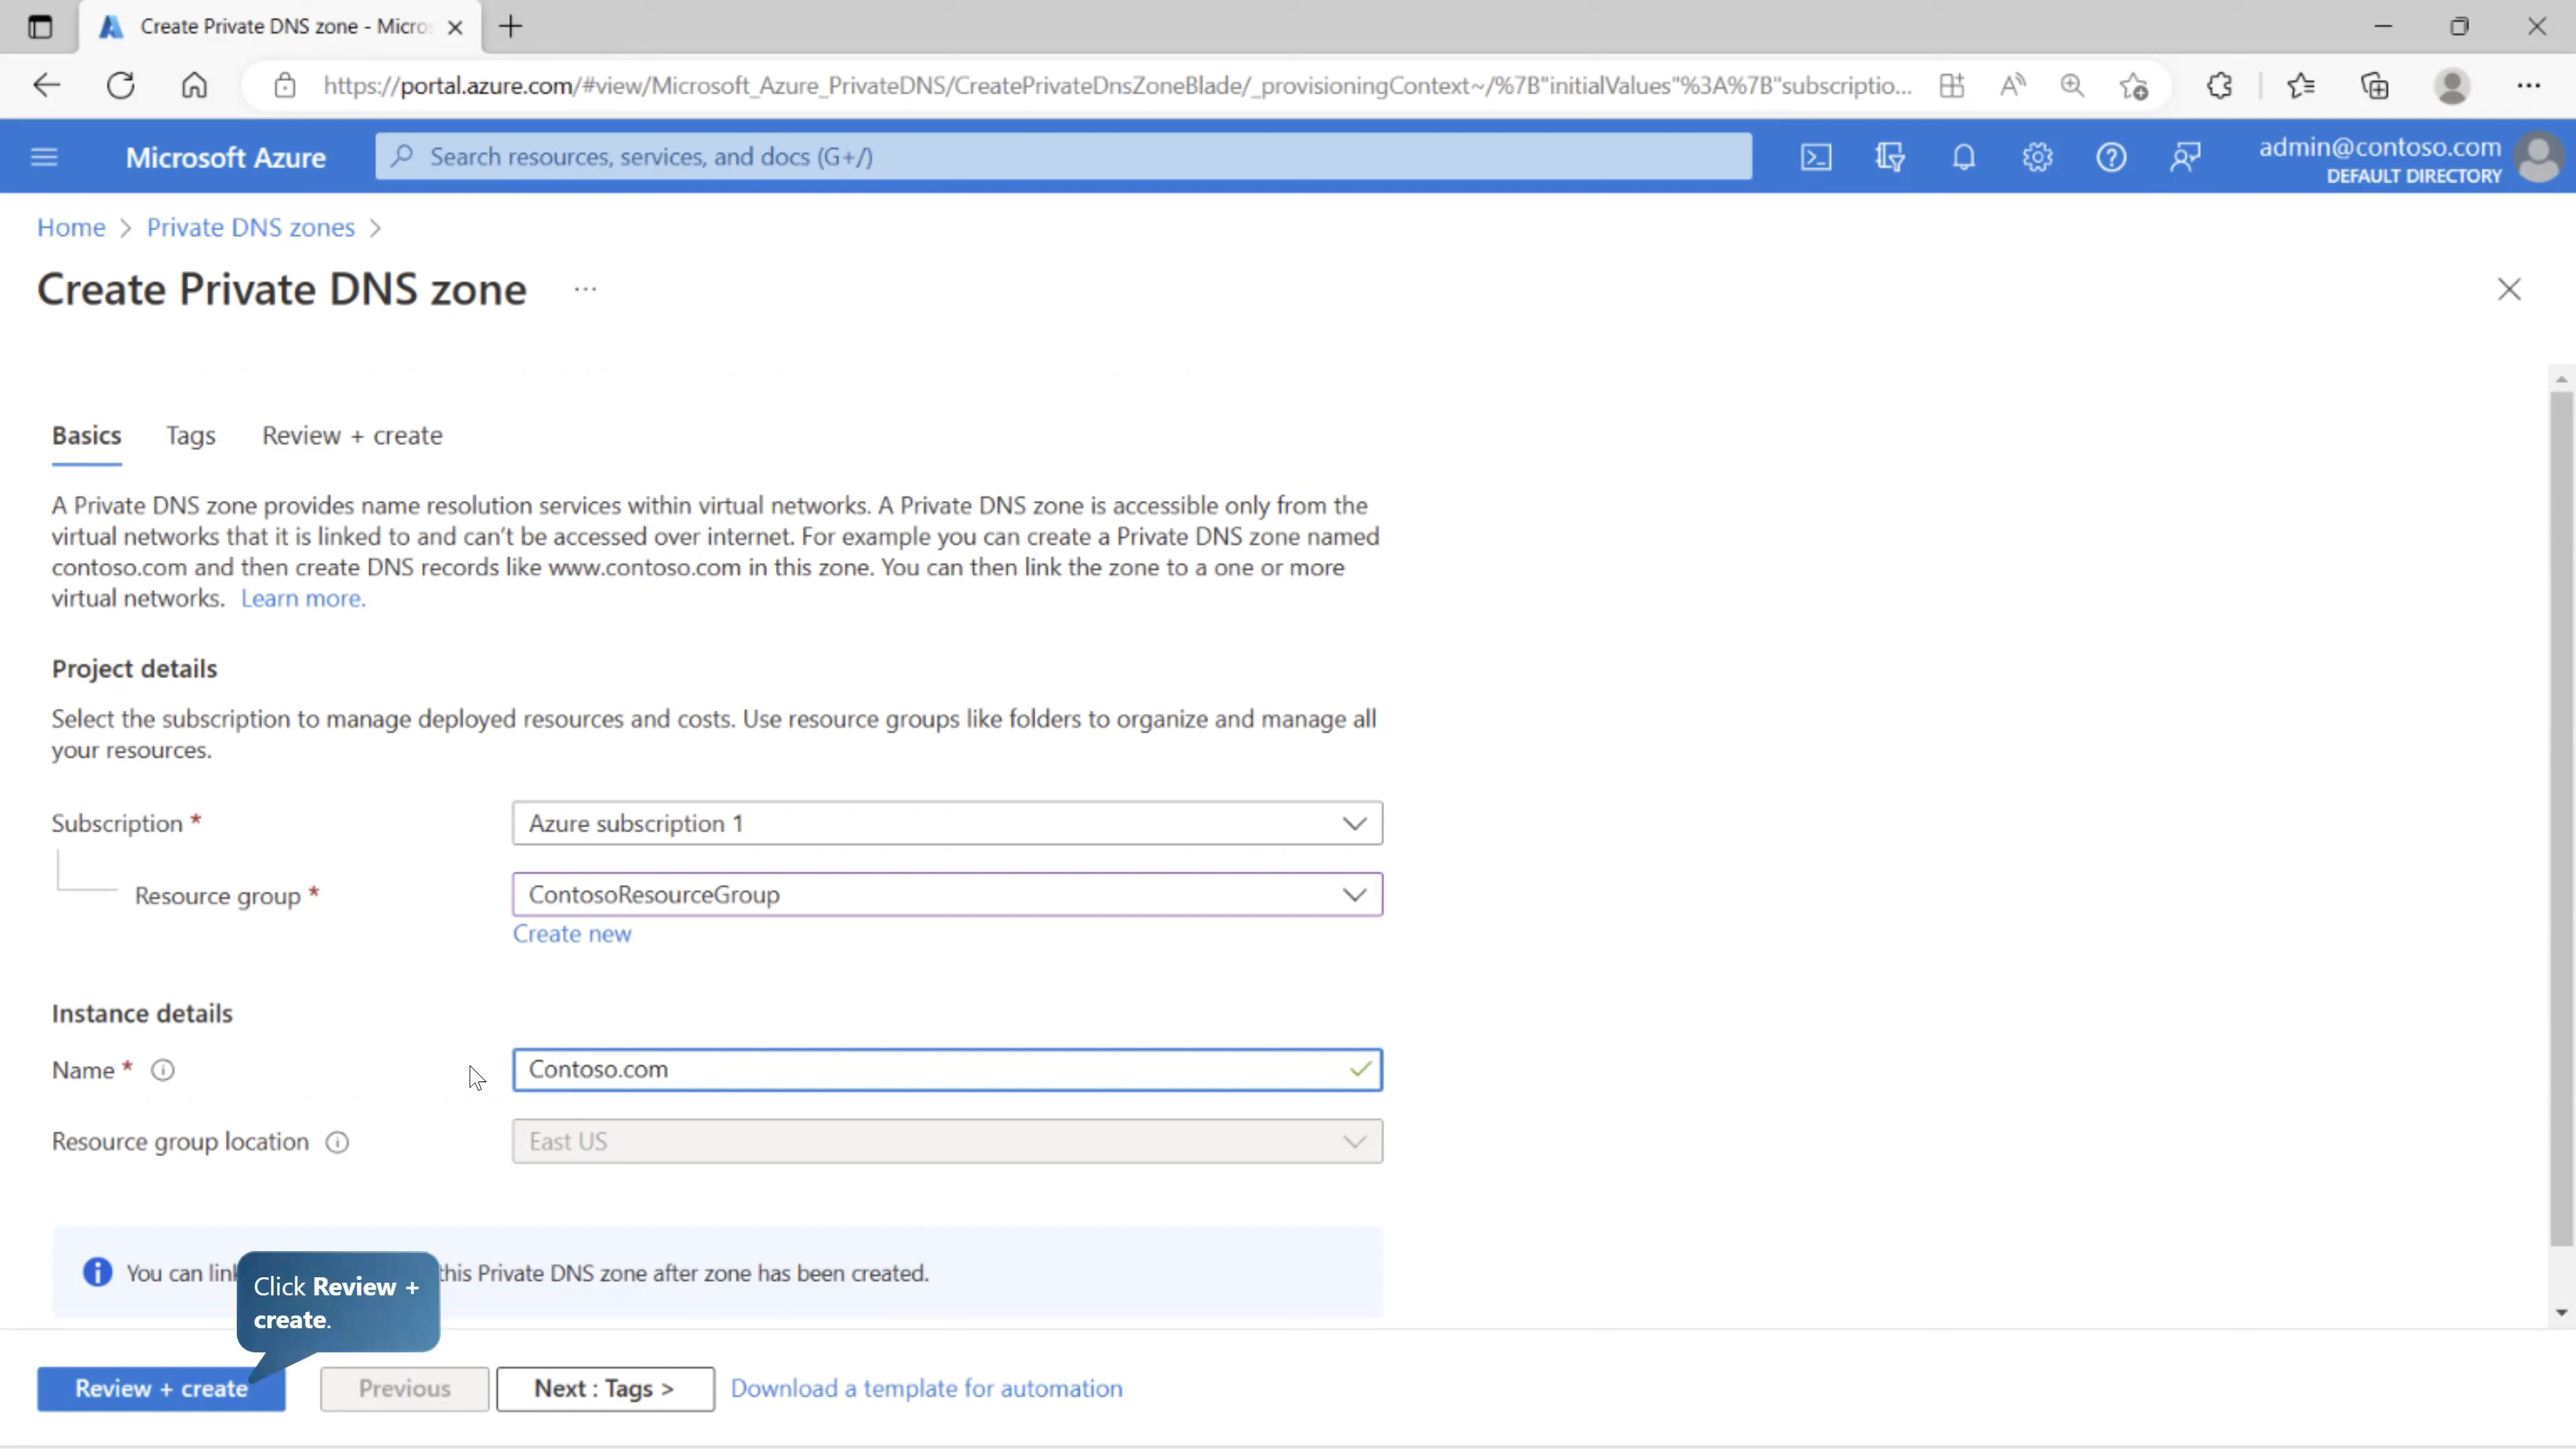 Create Private DNS zone - Micro
https://portal.azure.com/#view/Microsoft_Azure_PrivateDNS/CreatePrivateDnsZoneBlade/_provisioningContext~/%7B"initialValues"%3A%7B"subscriptio...
Microsoft Azure
Search resources, services, and docs (G+/)
admin@contoso.com
DEFAULT DIRECTORY
Home > Private DNS zones >
Create Private DNS zone ...
Basics Tags Review + create
A Private DNS zone provides name resolution services within virtual networks. A Private DNS zone is accessible only from the
virtual networks that it is linked to and can't be accessed over internet. For example you can create a Private DNS zone named
contoso.com and then create DNS records like www.contoso.com in this zone. You can then link the zone to a one or more
virtual networks. Learn more.
Project details
Select the subscription to manage deployed resources and costs. Use resource groups like folders to organize and manage all
your resources.
Subscription * Azure subscription 1
Resource group * ContosoResourceGroup
Create new
Instance details
Name * Contoso.com
Resource group location East US
You can link this Private DNS zone after zone has been created.
Click Review +
create.
Review + create Previous Next : Tags > Download a template for automation